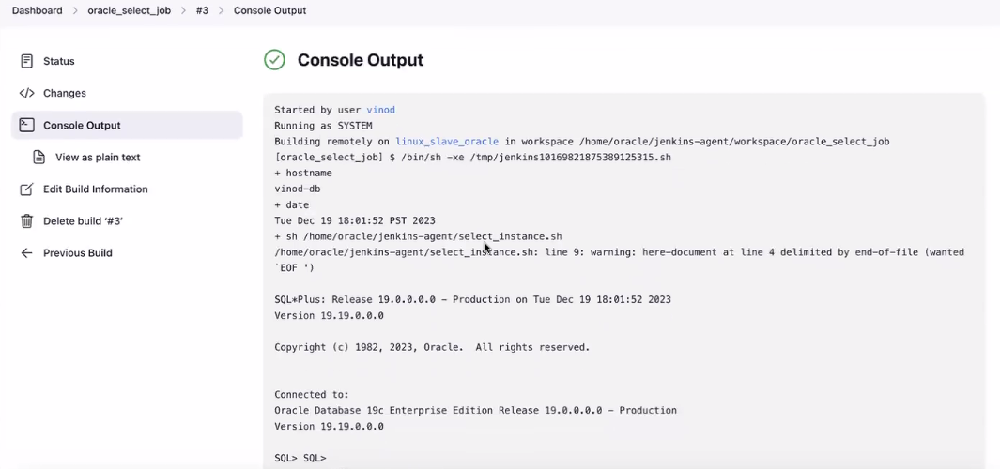 Dashboard > oracle_select_job > #3 > Console Output
Status
Changes
Console Output
View as plain text
Edit Build Information
Delete build ‘#3’
Previous Build
Console Output
Started by user vinod
Running as SYSTEM
Building remotely on linux_slave_oracle in workspace /home/oracle/jenkins-agent/workspace/oracle_select_job
[oracle_select_job] $ /bin/sh -xe /tmp/jenkins10169821875389125315.sh
+ hostname
vinod-db
+ date
Tue Dec 19 18:01:52 PST 2023
+ sh /home/oracle/jenkins-agent/select_instance.sh
/home/oracle/jenkins-agent/select_instance.sh: line 9: warning: here-document at line 4 delimited by end-of-file (wanted
`EOF ')
SQL*Plus: Release 19.0.0.0.0 - Production on Tue Dec 19 18:01:52 2023
Version 19.19.0.0.0
Copyright (c) 1982, 2023, Oracle.  All rights reserved.
Connected to:
Oracle Database 19c Enterprise Edition Release 19.0.0.0.0 - Production
Version 19.19.0.0.0
SQL> SQL>